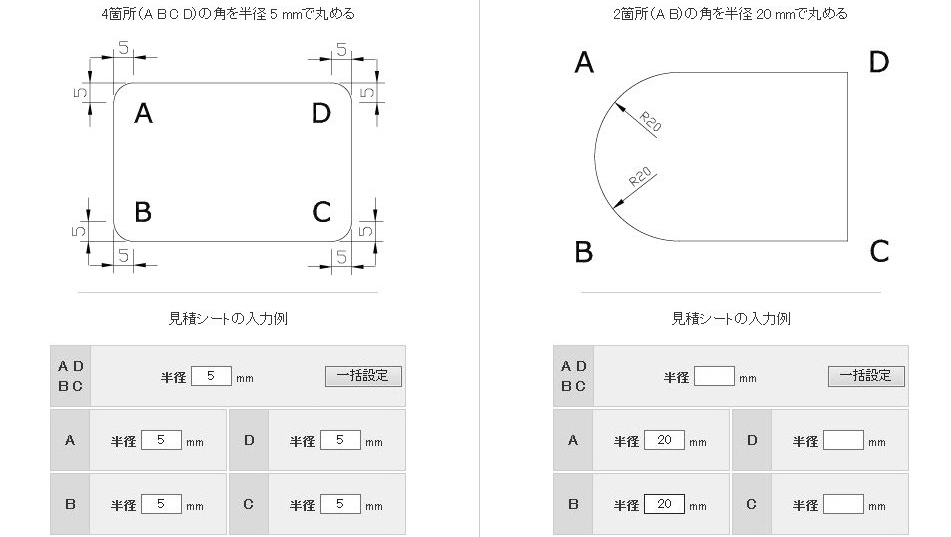 4箇所(A B C D)の角を半径 5 mmで丸める
5 5
5 A D 5
5 B C 5
5 5
見積シートの入力例
A D
B C 半径 5 mm 一括設定
A 半径 5 mm D 半径 5 mm
B 半径 5 mm C 半径 5 mm
2箇所(A B)の角を半径 20 mmで丸める
A D
R20
R20
B C
見積シートの入力例
A D
B C 半径 mm 一括設定
A 半径 20 mm D 半径 mm
B 半径 20 mm C 半径 mm